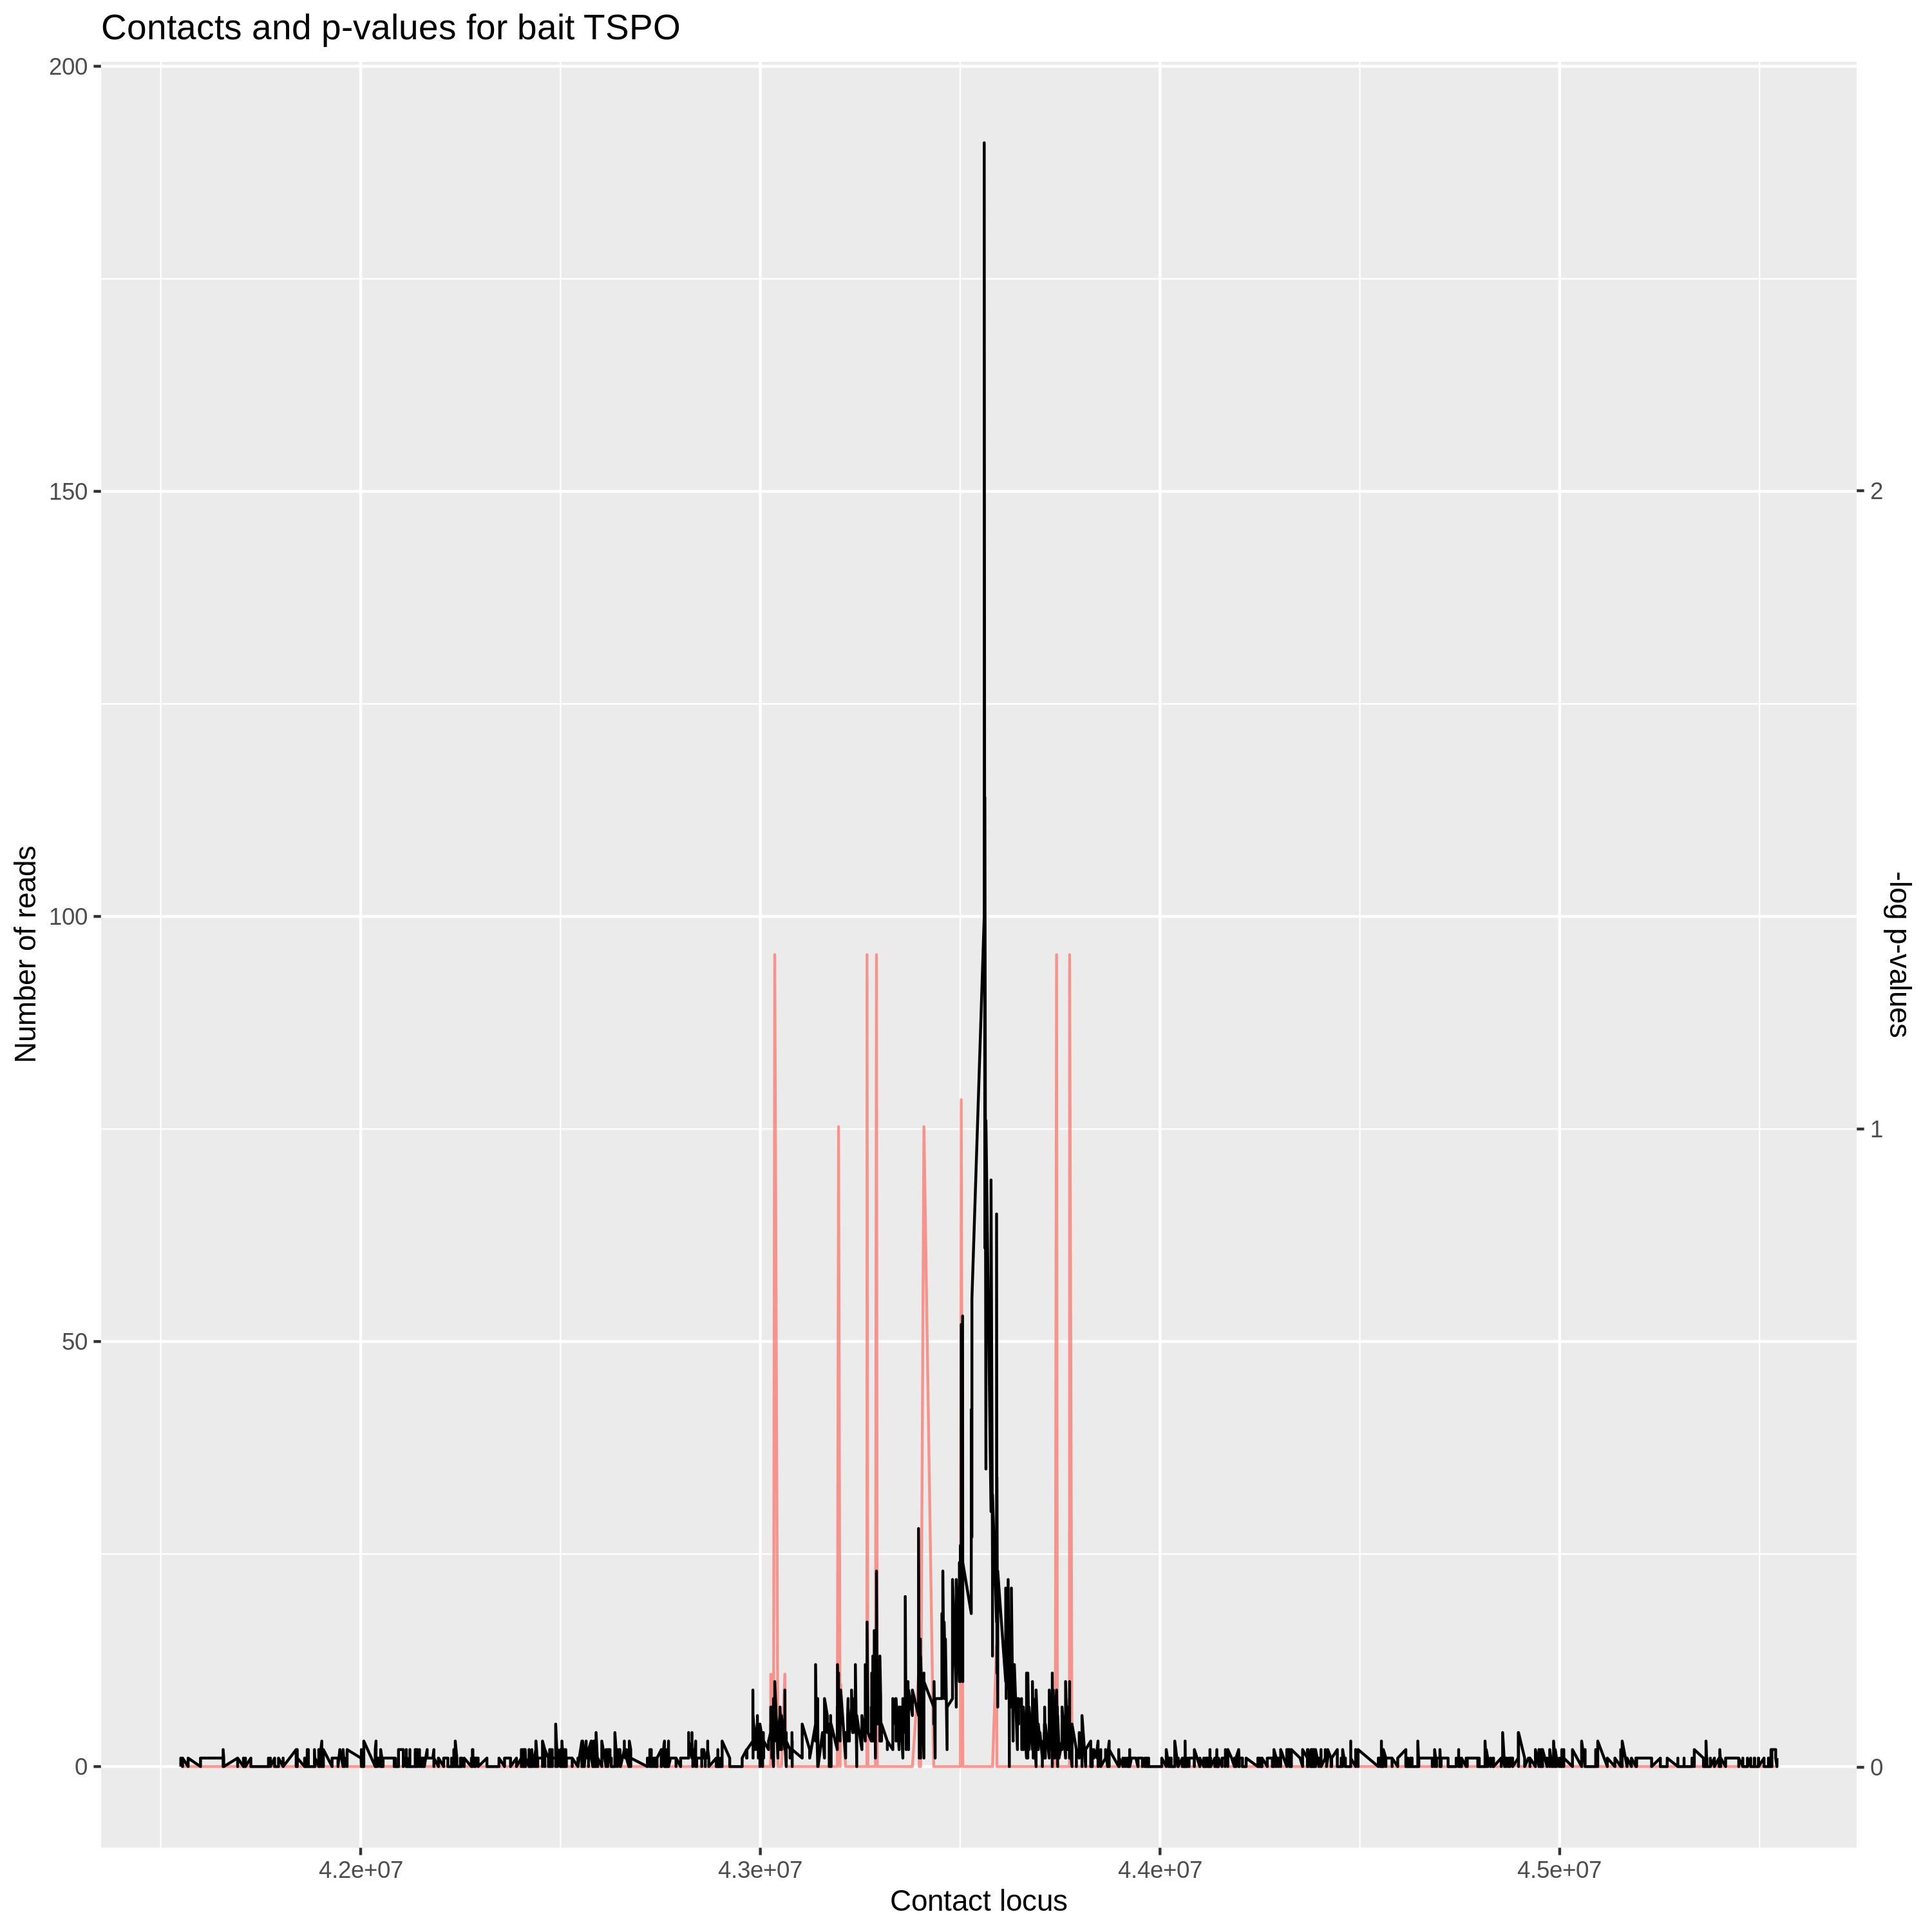 Contacts and p-values for bait TSPO
200
150
100
50
0
Number of reads
2
1
0
-log p-values
4.2e+07
4.3e+07
4.4e+07
4.5e+07
Contact locus